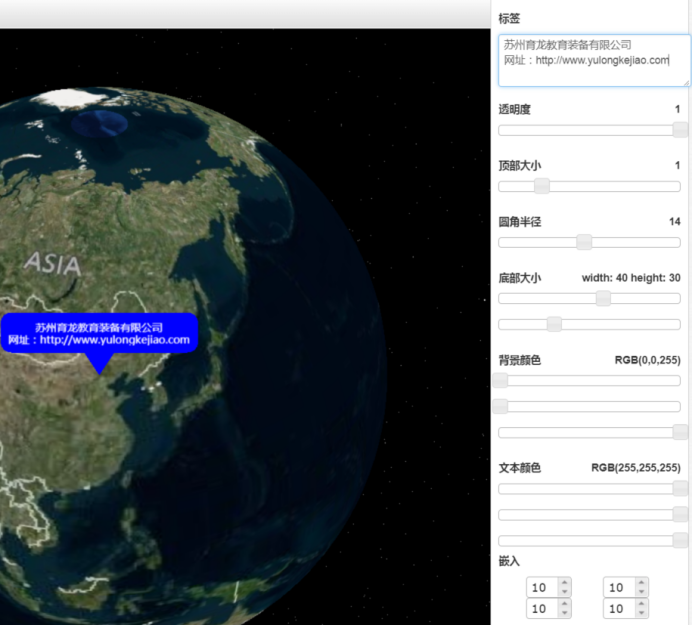 ASIA
苏州育龙教育装备有限公司
网址：http://www.yulongkejiao.com
标签
苏州育龙教育装备有限公司
网址：http://www.yulongkejiao.com
透明度 1
顶部大小 1
圆角半径 14
底部大小 width: 40 height: 30
背景颜色 RGB(0,0,255)
文本颜色 RGB(255,255,255)
嵌入
10 10
10 10